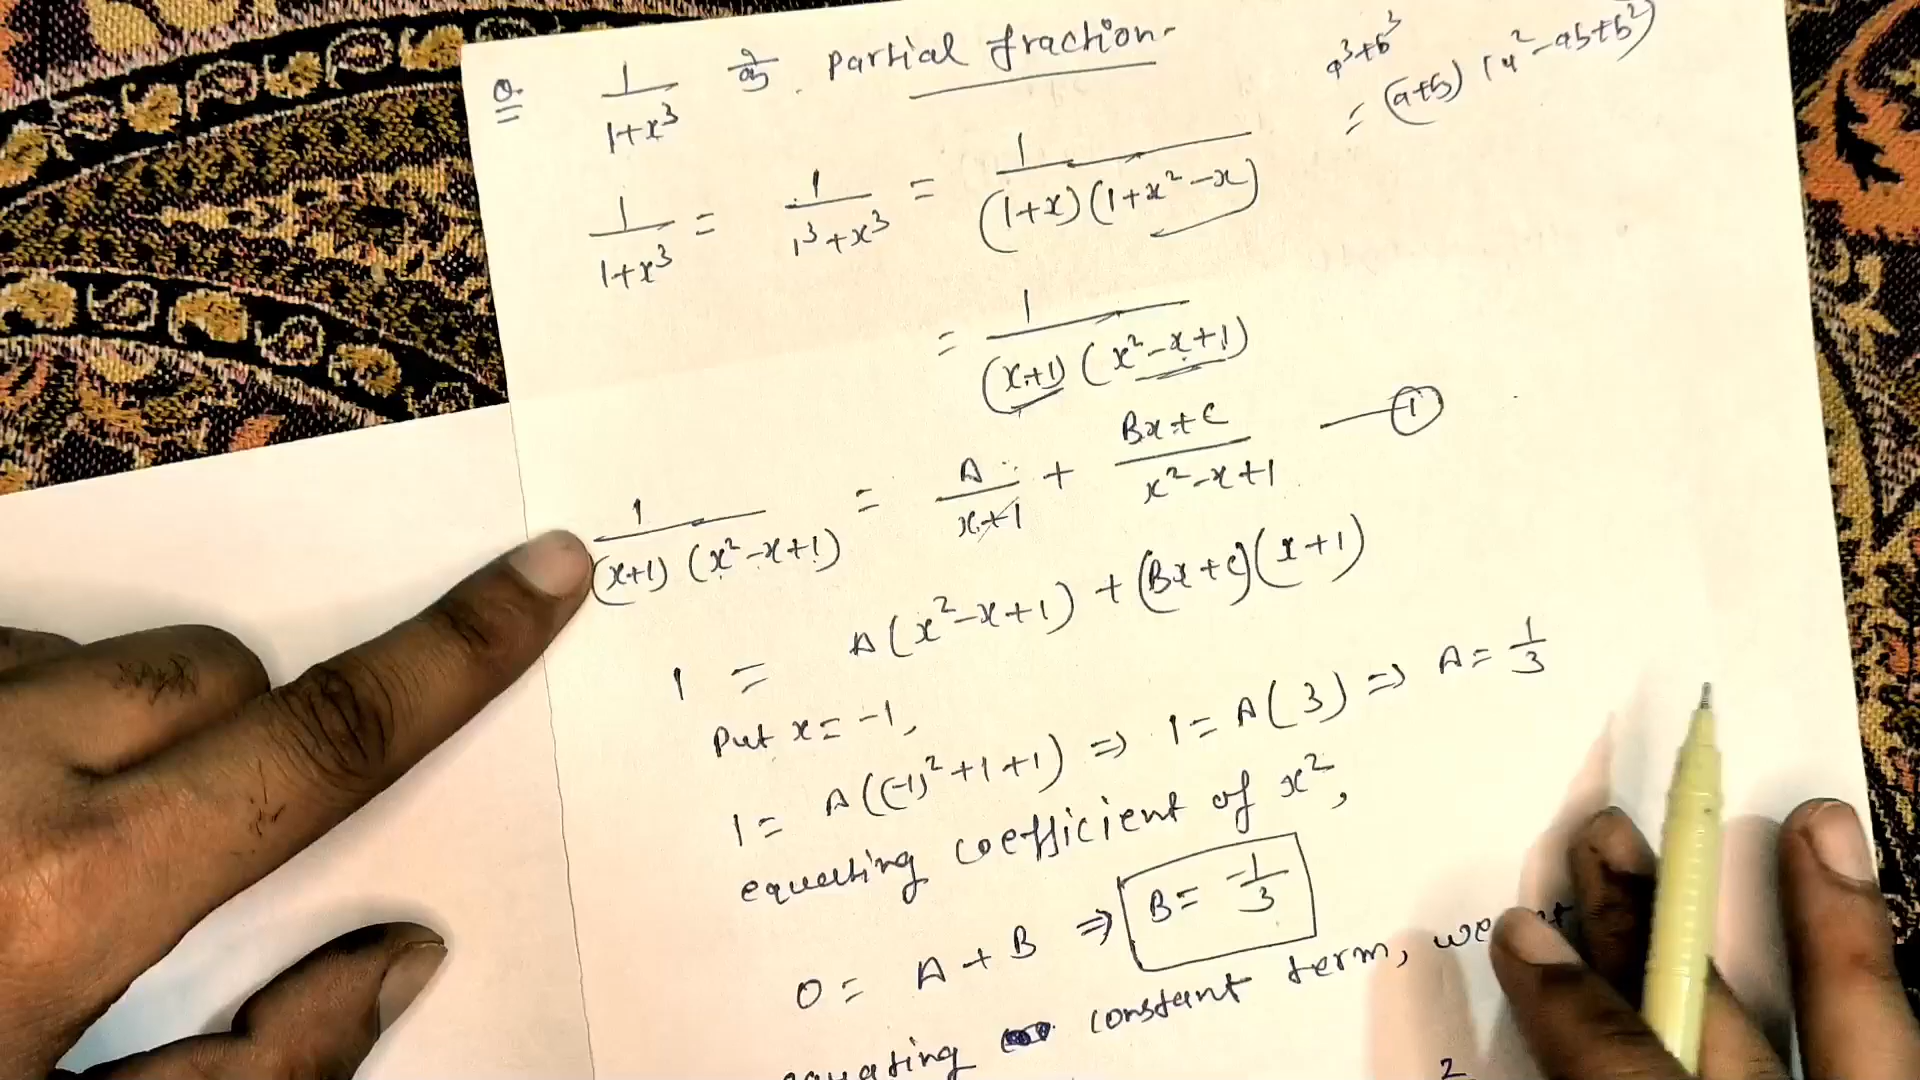 Q. 1/(1+x³) का partial fraction-
a³+b³
= (a+b) (a²-ab+b²)
1/(1+x³) = 1/(1³+x³) = 1/((1+x)(1+x²-x))
= 1/((x+1)(x²-x+1))
1/((x+1)(x²-x+1)) = A/(x+1) + (Bx+C)/(x²-x+1) —①
1 = A(x²-x+1) + (Bx+C)(x+1)
Put x = -1,
1 = A((-1)²+1+1) ⇒ 1 = A(3) ⇒ A = 1/3
equating coefficient of x²,
0 = A + B ⇒ B = -1/3
equating constant term, we
2